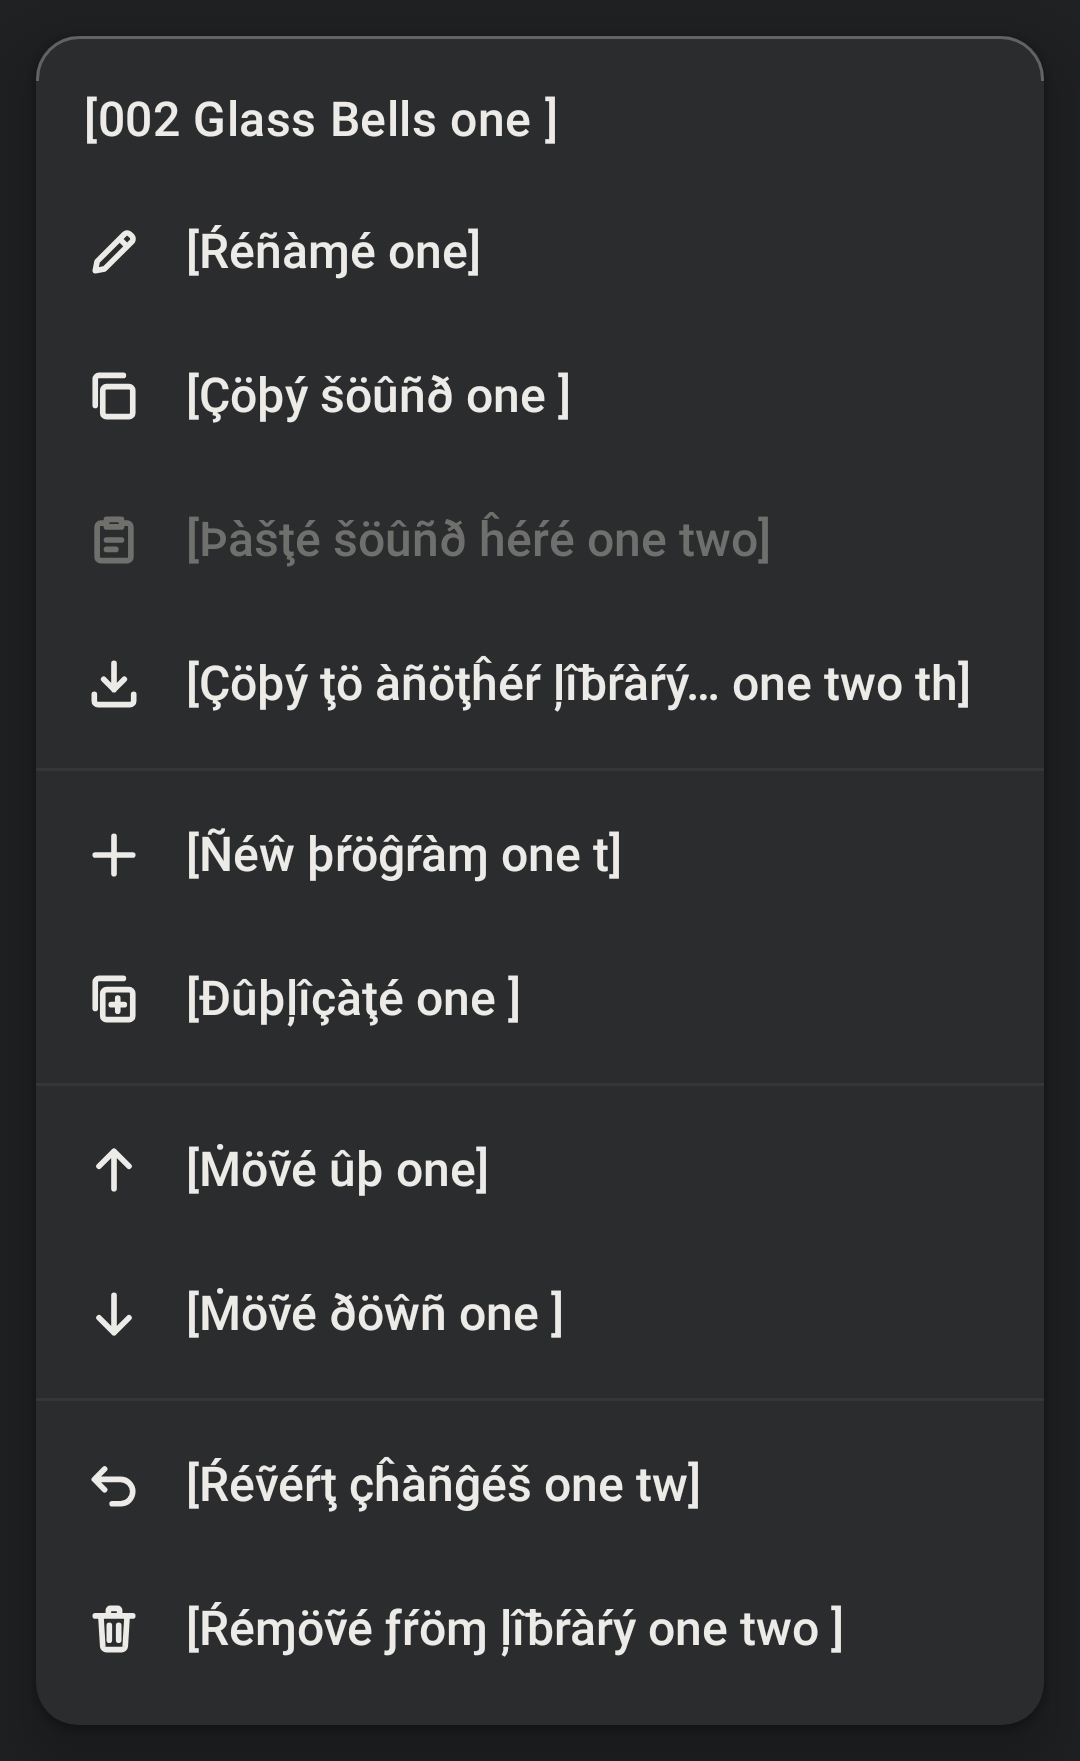 [002 Glass Bells one ]
[Ŕéñàɱé one]
[Çöþý šöûñð one ]
[Þàšţé šöûñð ĥéŕé one two]
[Çöþý ţö àñöţĥéŕ ļîƀŕàŕý… one two th]
[Ñéŵ þŕöĝŕàɱ one t]
[Ðûþļîçàţé one ]
[Ṁöṽé ûþ one]
[Ṁöṽé ðöŵñ one ]
[Ŕéṽéŕţ çĥàñĝéš one tw]
[Ŕéɱöṽé ƒŕöɱ ļîƀŕàŕý one two ]